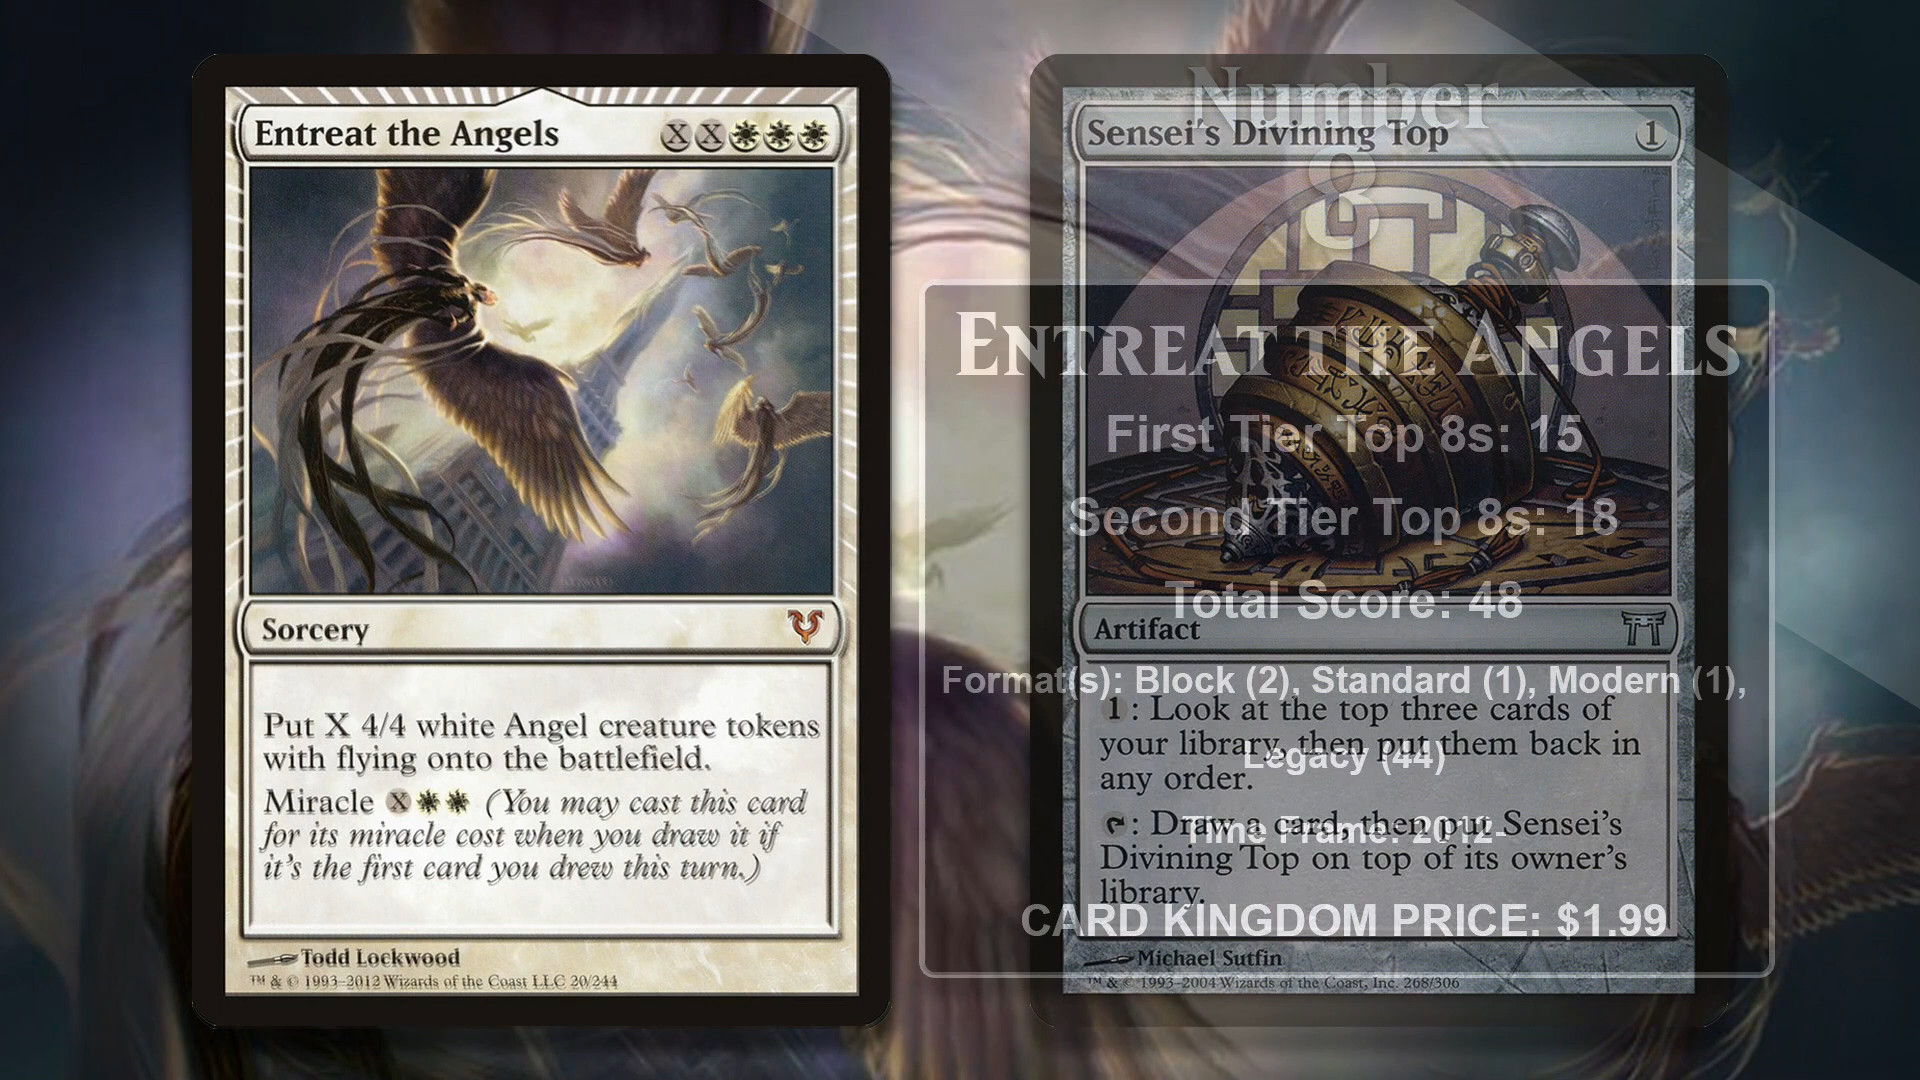 Entreat the Angels XX
Sorcery
Put X 4/4 white Angel creature tokens
with flying onto the battlefield.
Miracle X (You may cast this card
for its miracle cost when you draw it if
it's the first card you drew this turn.)
Todd Lockwood
™ & © 1993–2012 Wizards of the Coast LLC 20/244
Number
8
Sensei's Divining Top 1
Artifact
1: Look at the top three cards of
your library, then put them back in
any order.
: Draw a card, then put Sensei's
Divining Top on top of its owner's
library.
Michael Sutfin
™ & © 1993–2004 Wizards of the Coast, Inc. 268/306
Entreat the Angels
First Tier Top 8s: 15
Second Tier Top 8s: 18
Total Score: 48
Format(s): Block (2), Standard (1), Modern (1),
Legacy (44)
Time Frame: 2012-
CARD KINGDOM PRICE: $1.99